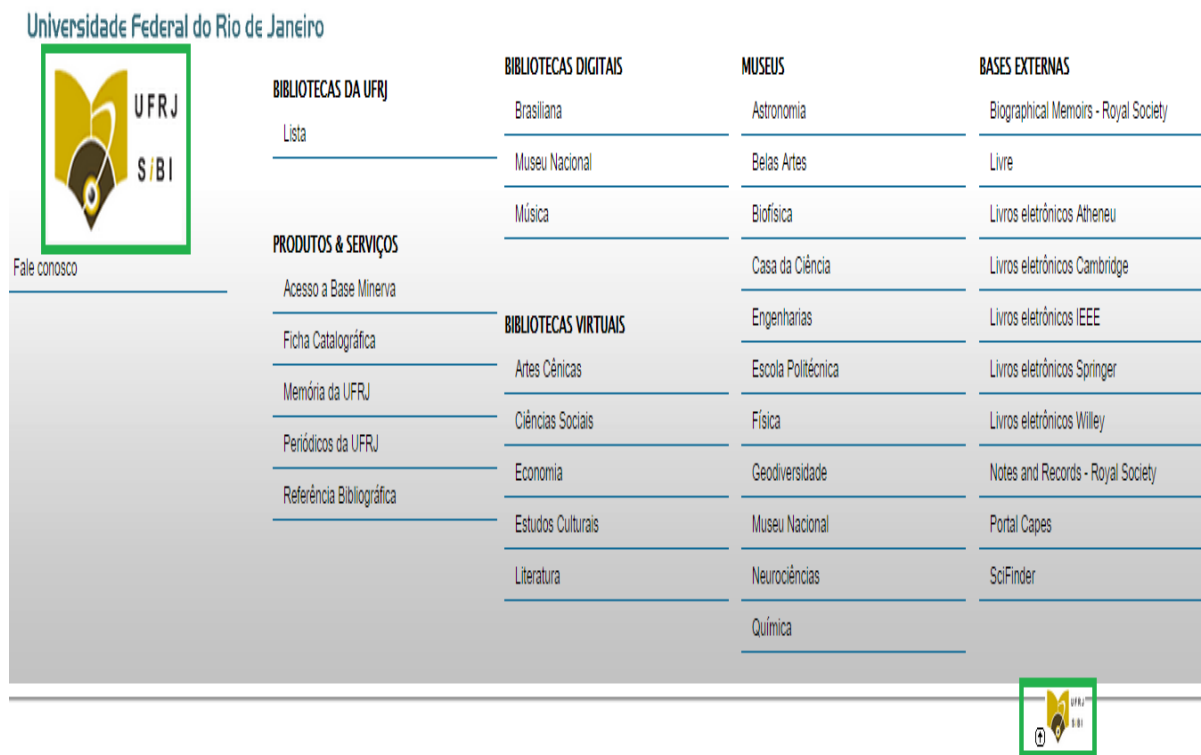 Universidade Federal do Rio de Janeiro
UFRJ
SiBI
Fale conosco
BIBLIOTECAS DA UFRJ
Lista
PRODUTOS & SERVIÇOS
Acesso a Base Minerva
Ficha Catalográfica
Memória da UFRJ
Periódicos da UFRJ
Referência Bibliográfica
BIBLIOTECAS DIGITAIS
Brasiliana
Museu Nacional
Música
BIBLIOTECAS VIRTUAIS
Artes Cênicas
Ciências Sociais
Economia
Estudos Culturais
Literatura
MUSEUS
Astronomia
Belas Artes
Biofísica
Casa da Ciência
Engenharias
Escola Politécnica
Física
Geodiversidade
Museu Nacional
Neurociências
Química
BASES EXTERNAS
Biographical Memoirs - Royal Society
Livre
Livros eletrônicos Atheneu
Livros eletrônicos Cambridge
Livros eletrônicos IEEE
Livros eletrônicos Springer
Livros eletrônicos Willey
Notes and Records - Royal Society
Portal Capes
SciFinder
UFRJ
SiBI